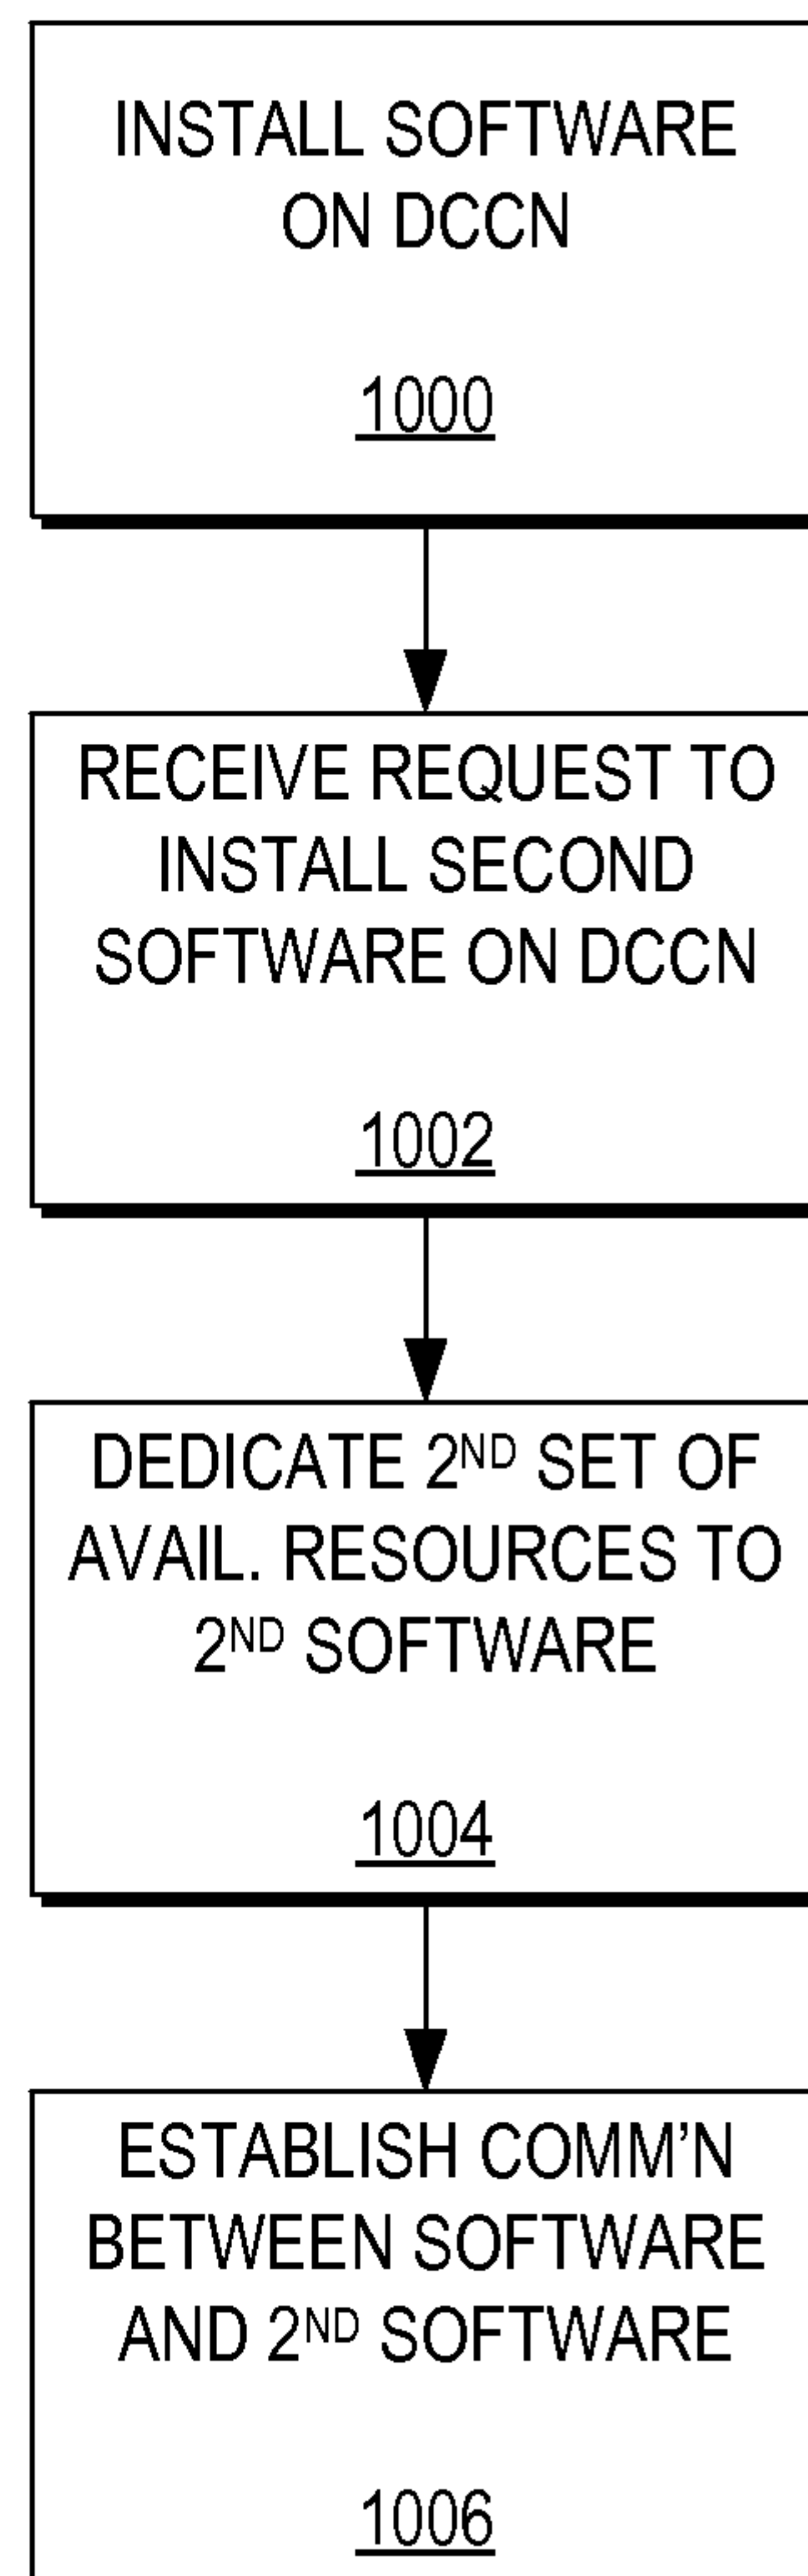 INSTALL SOFTWARE
ON DCCN
1000
RECEIVE REQUEST TO
INSTALL SECOND
SOFTWARE ON DCCN
1002
DEDICATE 2ND SET OF
AVAIL. RESOURCES TO
2ND SOFTWARE
1004
ESTABLISH COMM'N
BETWEEN SOFTWARE
AND 2ND SOFTWARE
1006